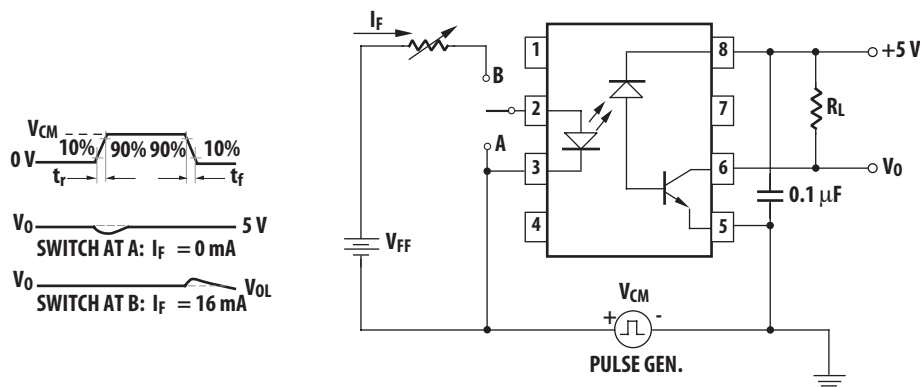 V_CM
10% 90% 90% 10%
0 V
t_r t_f
V_O 5 V
SWITCH AT A: I_F = 0 mA
V_O V_OL
SWITCH AT B: I_F = 16 mA
I_F
B
A
V_FF
1
2
3
4
8
7
6
5
+5 V
R_L
V_O
0.1 μF
V_CM
+ -
PULSE GEN.